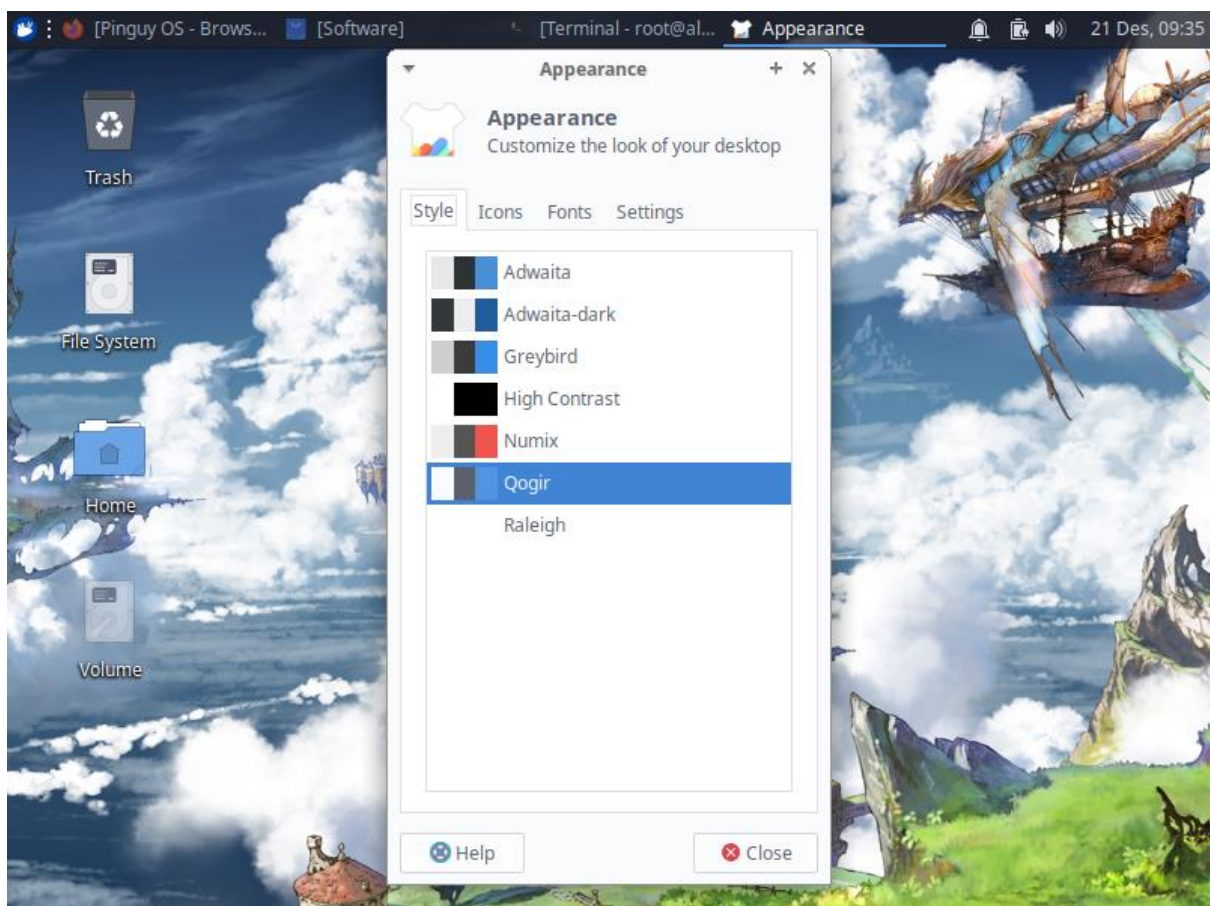 [Pinguy OS - Brows... [Software] [Terminal - root@al... Appearance 21 Des, 09:35
Appearance
Appearance
Customize the look of your desktop
Style Icons Fonts Settings
Adwaita
Adwaita-dark
Greybird
High Contrast
Numix
Qogir
Raleigh
Help Close
Trash
File System
Home
Volume